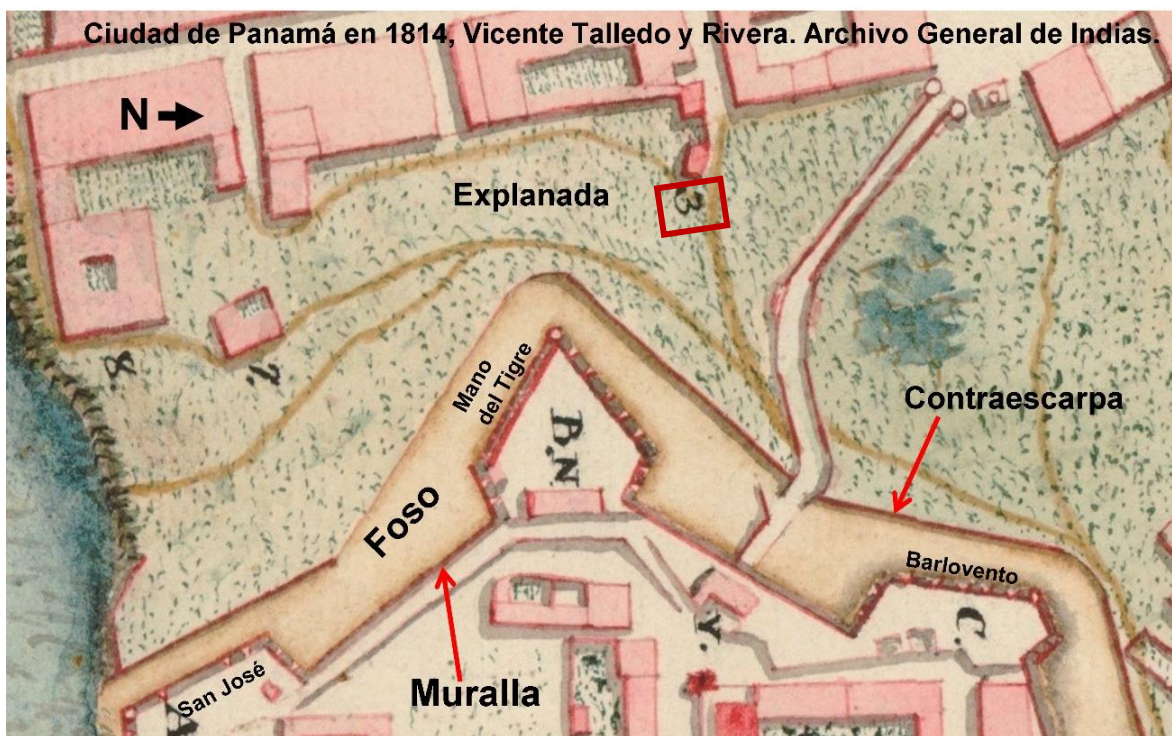 Ciudad de Panamá en 1814, Vicente Talledo y Rivera. Archivo General de Indias.
N
Explanada
3
8.
7.
Mano
del Tigre
B.N
Contraescarpa
Foso
Barlovento
C.
Y.
San José
A
Muralla